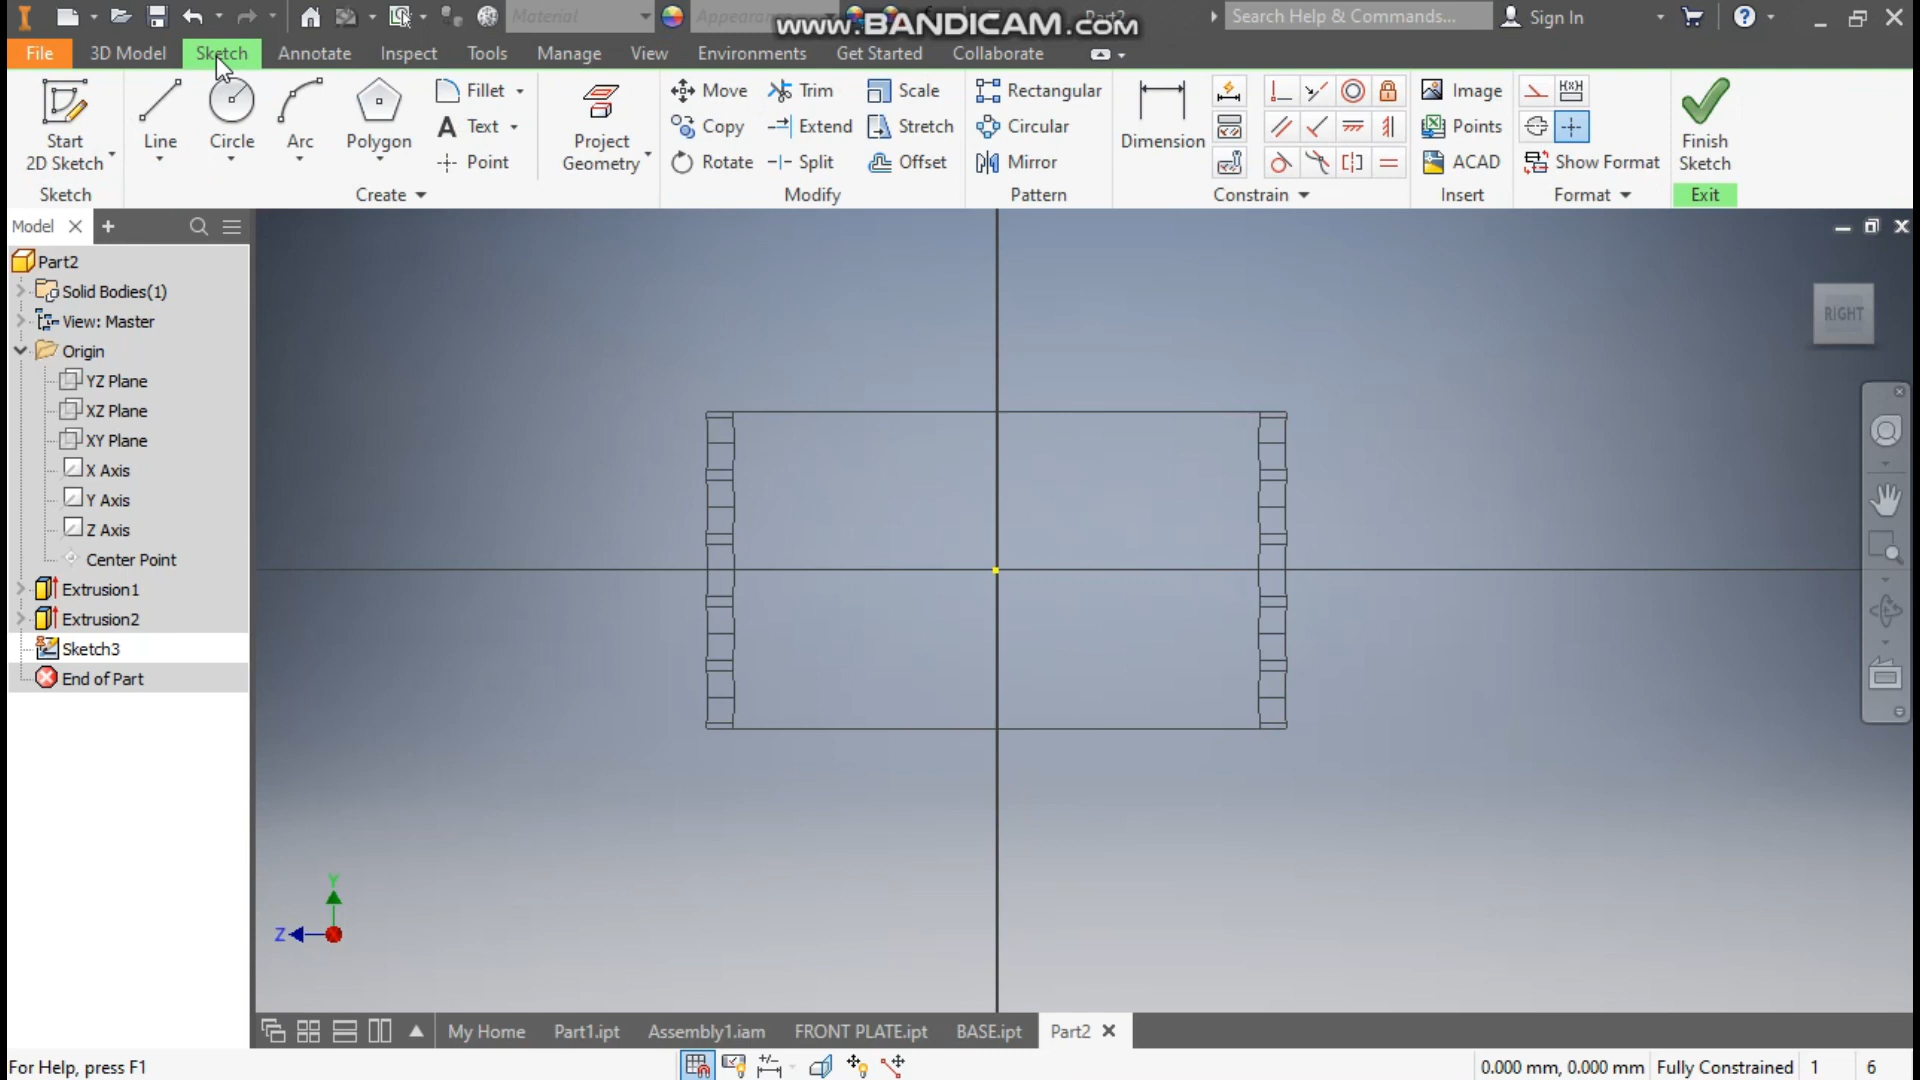 Material
Appearance
Part2
www.BANDICAM.com
Search Help & Commands...
Sign In
File
3D Model
Sketch
Annotate
Inspect
Tools
Manage
View
Environments
Get Started
Collaborate
Start
2D Sketch
Line
Circle
Arc
Polygon
Fillet
Text
Point
Project
Geometry
Move
Copy
Rotate
Trim
Extend
Split
Scale
Stretch
Offset
Rectangular
Circular
Mirror
Dimension
Image
Points
ACAD
Show Format
Finish
Sketch
Sketch
Create
Modify
Pattern
Constrain
Insert
Format
Exit
Model
Part2
Solid Bodies(1)
View: Master
Origin
YZ Plane
XZ Plane
XY Plane
X Axis
Y Axis
Z Axis
Center Point
Extrusion1
Extrusion2
Sketch3
End of Part
RIGHT
Y
Z
My Home
Part1.ipt
Assembly1.iam
FRONT PLATE.ipt
BASE.ipt
Part2
For Help, press F1
0.000 mm, 0.000 mm
Fully Constrained
1
6